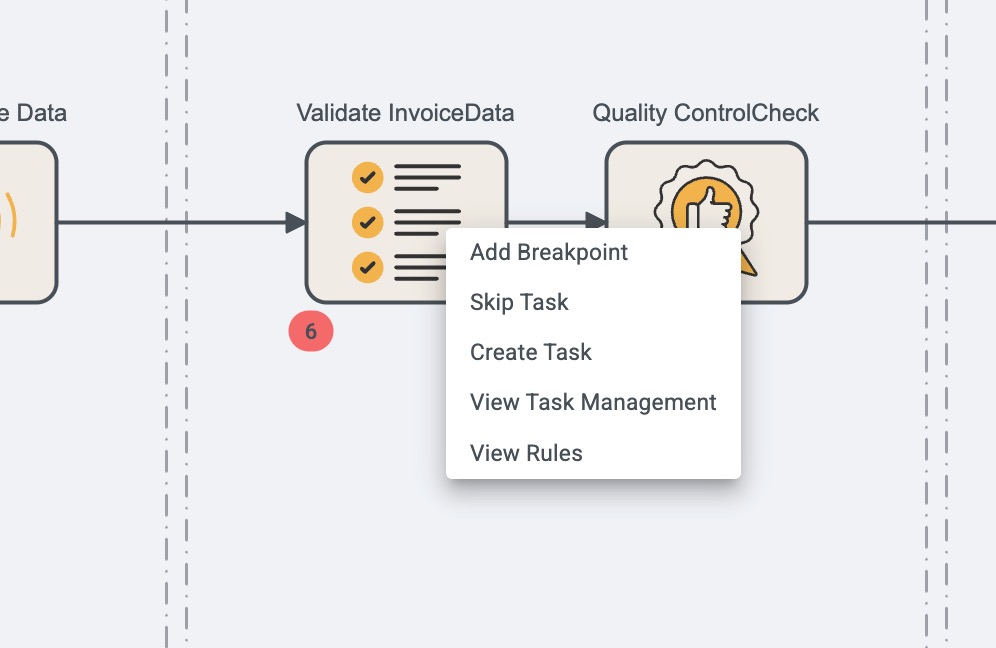 e Data
Validate InvoiceData
Quality ControlCheck
6
Add Breakpoint
Skip Task
Create Task
View Task Management
View Rules